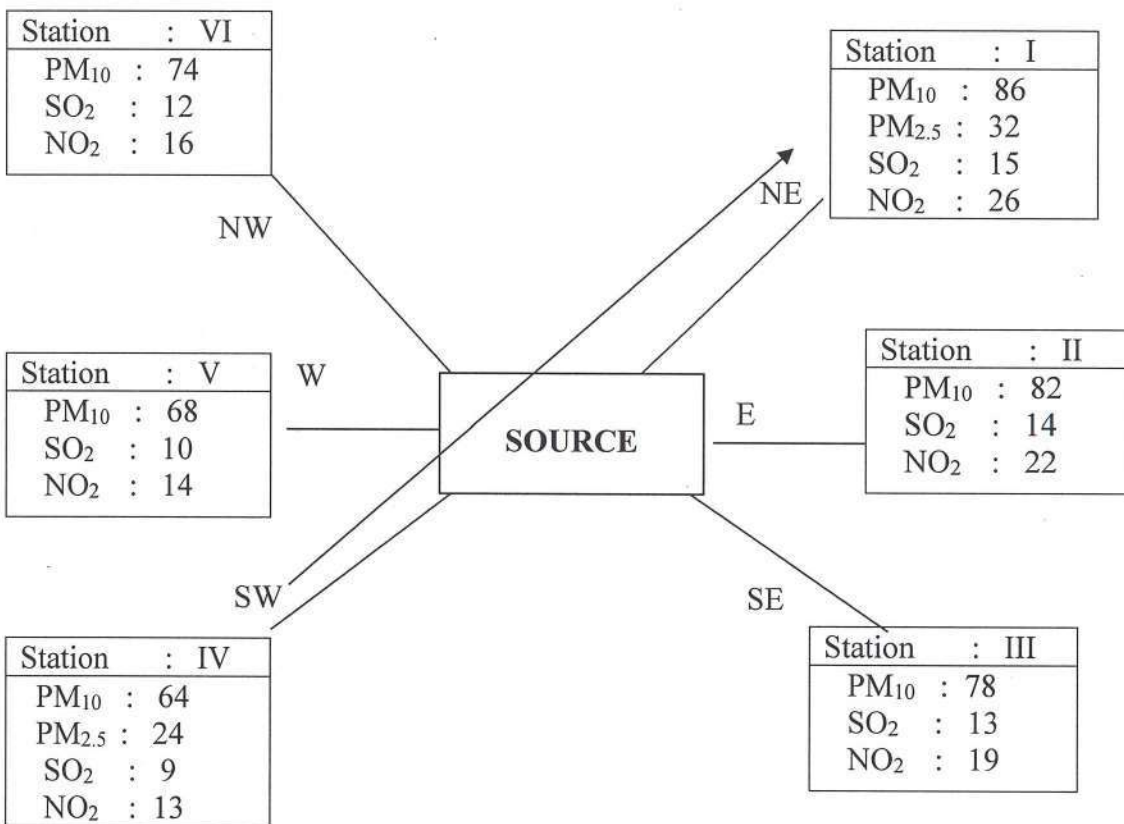 Station : VI
PM₁₀ : 74
SO₂ : 12
NO₂ : 16
NW
Station : I
PM₁₀ : 86
PM₂.₅ : 32
SO₂ : 15
NO₂ : 26
NE
Station : V
PM₁₀ : 68
SO₂ : 10
NO₂ : 14
W
SOURCE
E
Station : II
PM₁₀ : 82
SO₂ : 14
NO₂ : 22
SW
Station : IV
PM₁₀ : 64
PM₂.₅ : 24
SO₂ : 9
NO₂ : 13
SE
Station : III
PM₁₀ : 78
SO₂ : 13
NO₂ : 19